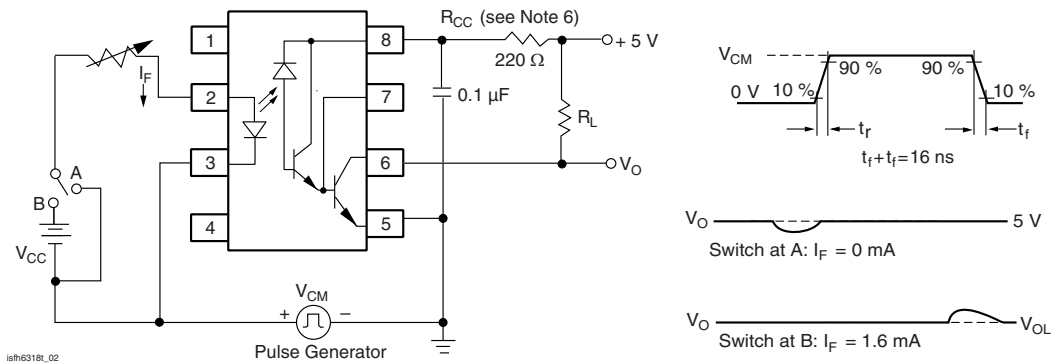 R_CC (see Note 6)
220 Ω
+ 5 V
1
8
I_F
2
7
0.1 µF
R_L
3
6
V_O
A
B
4
5
V_CC
V_CM
+
–
Pulse Generator
isfh6318t_02
V_CM
90 %
90 %
0 V
10 %
10 %
t_r
t_f
t_f + t_f = 16 ns
V_O
5 V
Switch at A: I_F = 0 mA
V_O
V_OL
Switch at B: I_F = 1.6 mA